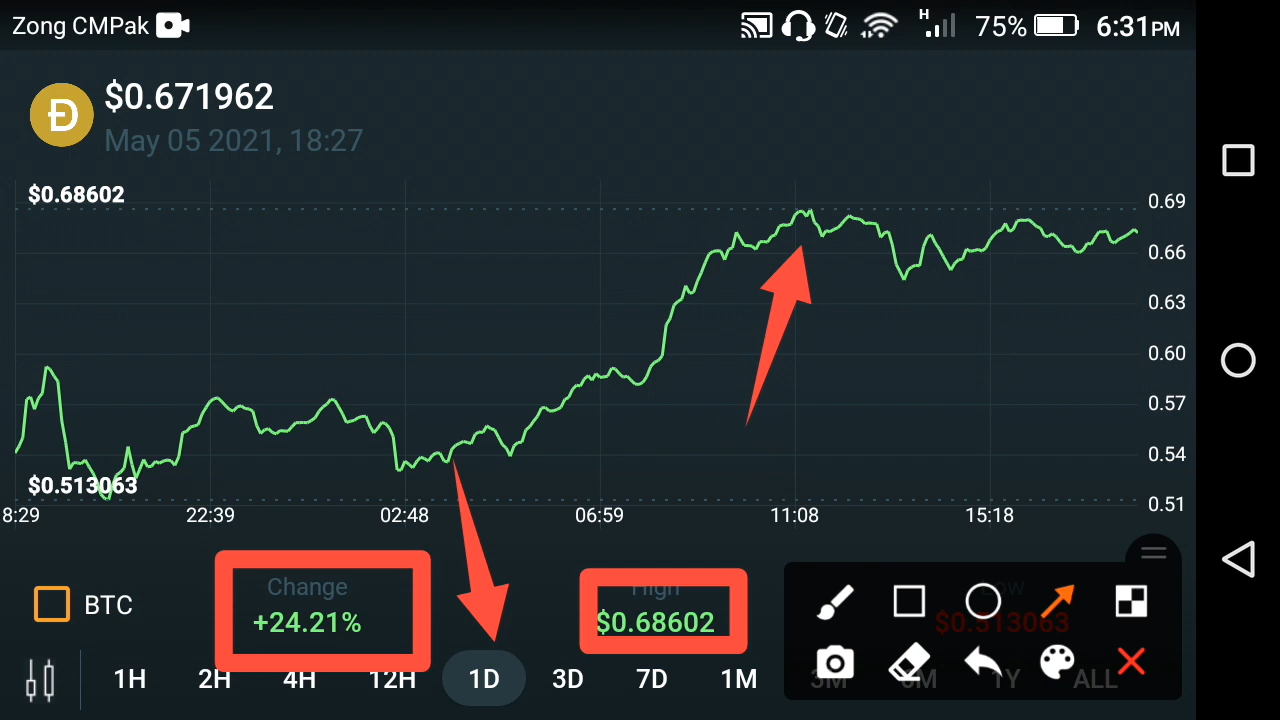 Zong CMPak H 75% 6:31PM
Đ $0.671962
May 05 2021, 18:27
$0.68602
0.69
0.66
0.63
0.60
0.57
0.54
$0.513063
0.51
8:29 22:39 02:48 06:59 11:08 15:18
Change High Low
BTC +24.21% $0.68602 $0.513063
1H 2H 4H 12H 1D 3D 7D 1M 3M 6M 1Y ALL